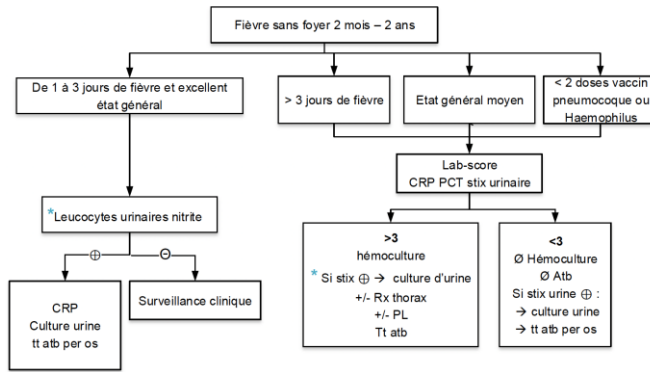 Fièvre sans foyer 2 mois – 2 ans
De 1 à 3 jours de fièvre et excellent
état général
> 3 jours de fièvre
Etat général moyen
< 2 doses vaccin
pneumocoque ou
Haemophilus
Lab-score
CRP PCT stix urinaire
*Leucocytes urinaires nitrite
⊕
⊖
CRP
Culture urine
tt atb per os
Surveillance clinique
>3
hémoculture
* Si stix ⊕ → culture d'urine
+/- Rx thorax
+/- PL
Tt atb
<3
Ø Hémoculture
Ø Atb
Si stix urine ⊕ :
→ culture urine
→ tt atb per os